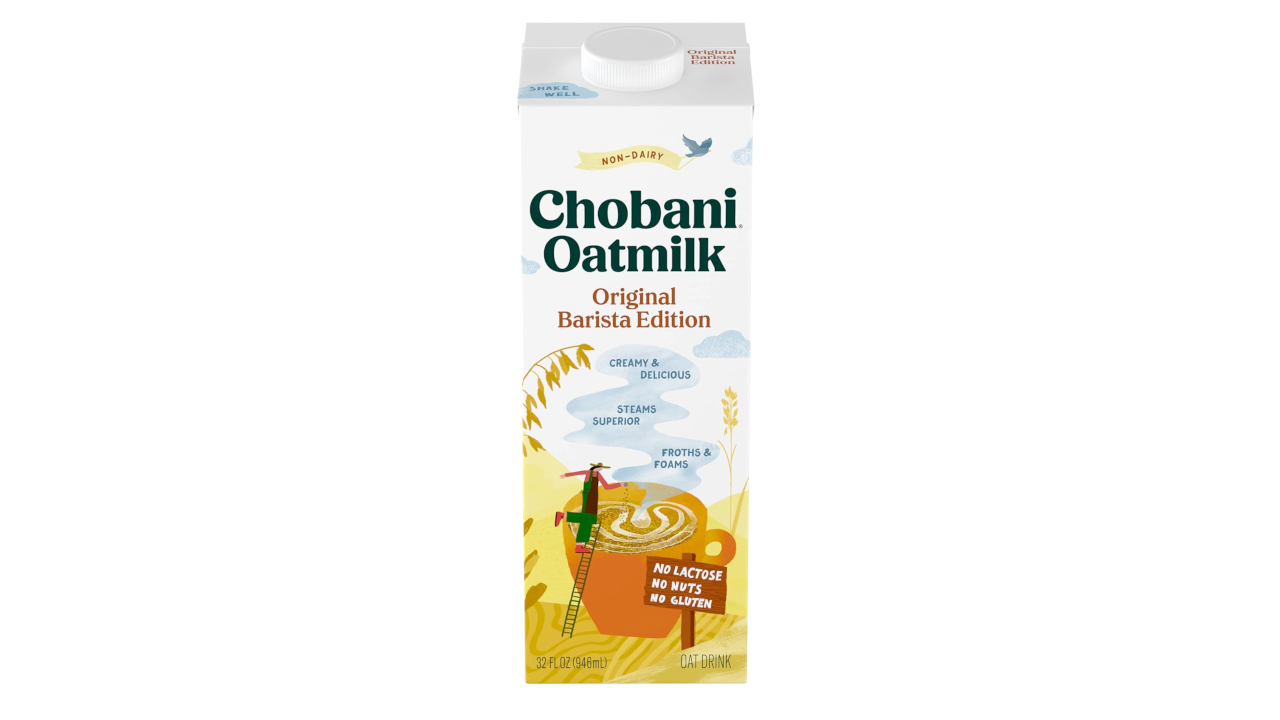 Original
Barista
Edition
SHAKE
WELL
NON-DAIRY
Chobani®
Oatmilk
Original
Barista Edition
CREAMY &
DELICIOUS
STEAMS
SUPERIOR
FROTHS &
FOAMS
NO LACTOSE
NO NUTS
NO GLUTEN
32 FL OZ (946mL)
OAT DRINK